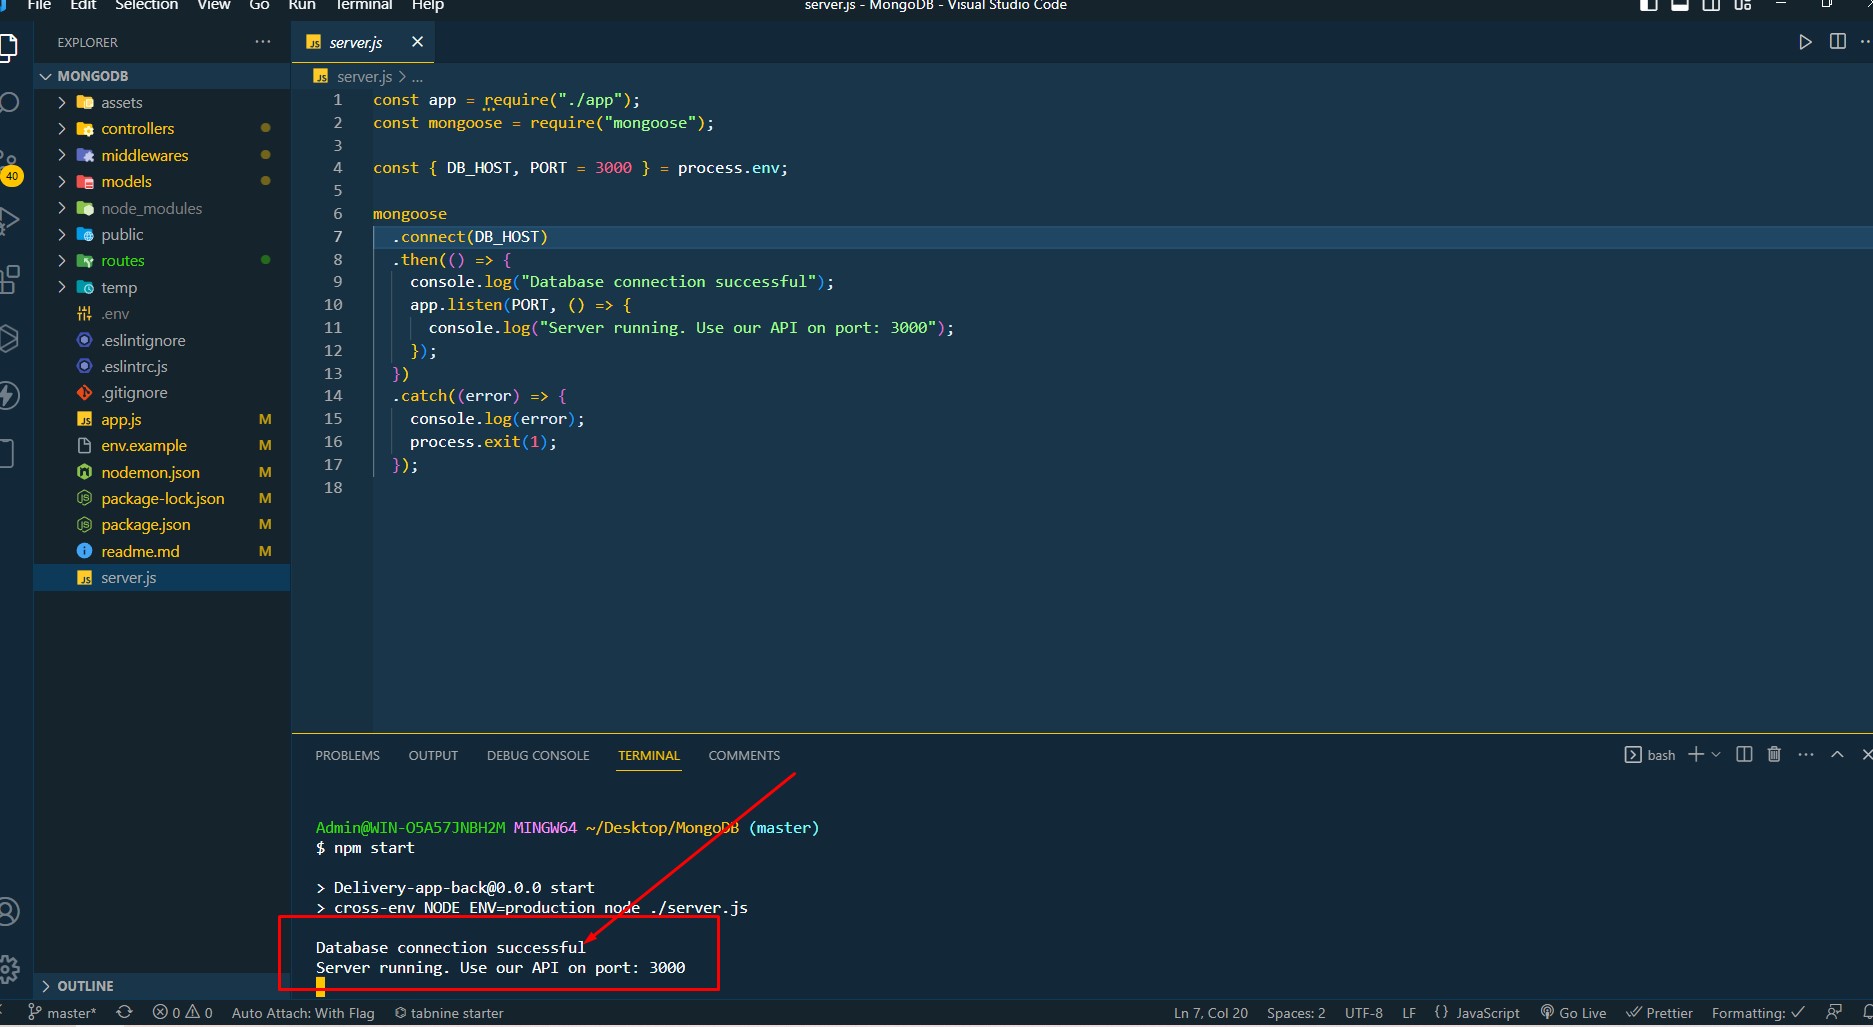 File Edit Selection View Go Run Terminal Help
server.js - MongoDB - Visual Studio Code
EXPLORER
MONGODB
assets
controllers
middlewares
models
node_modules
public
routes
temp
.env
.eslintignore
.eslintrc.js
.gitignore
app.js M
env.example M
nodemon.json M
package-lock.json M
package.json M
readme.md M
server.js
OUTLINE
40
server.js
server.js > ...
1 const app = require("./app");
2 const mongoose = require("mongoose");
3
4 const { DB_HOST, PORT = 3000 } = process.env;
5
6 mongoose
7 .connect(DB_HOST)
8 .then(() => {
9 console.log("Database connection successful");
10 app.listen(PORT, () => {
11 console.log("Server running. Use our API on port: 3000");
12 });
13 })
14 .catch((error) => {
15 console.log(error);
16 process.exit(1);
17 });
18
PROBLEMS OUTPUT DEBUG CONSOLE TERMINAL COMMENTS
bash
Admin@WIN-O5A57JNBH2M MINGW64 ~/Desktop/MongoDB (master)
$ npm start
> Delivery-app-back@0.0.0 start
> cross-env NODE_ENV=production node ./server.js
Database connection successful
Server running. Use our API on port: 3000
master* 0 0 Auto Attach: With Flag tabnine starter Ln 7, Col 20 Spaces: 2 UTF-8 LF {} JavaScript Go Live Prettier Formatting: ✓